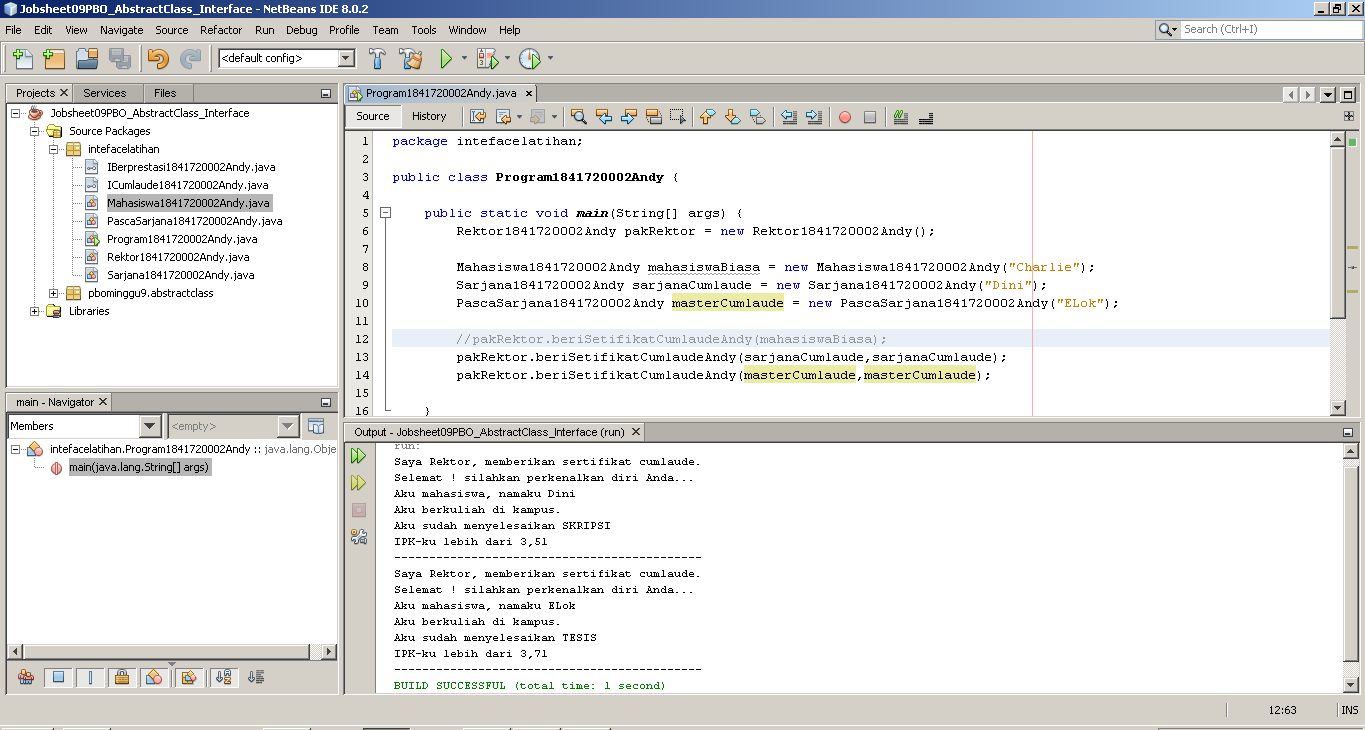 Jobsheet09PBO_AbstractClass_Interface - NetBeans IDE 8.0.2
File Edit View Navigate Source Refactor Run Debug Profile Team Tools Window Help
Search (Ctrl+I)
<default config>
Projects Services Files
Jobsheet09PBO_AbstractClass_Interface
Source Packages
intefacelatihan
IBerprestasi1841720002Andy.java
ICumlaude1841720002Andy.java
Mahasiswa1841720002Andy.java
PascaSarjana1841720002Andy.java
Program1841720002Andy.java
Rektor1841720002Andy.java
Sarjana1841720002Andy.java
pbominggu9.abstractclass
Libraries
main - Navigator
Members <empty>
intefacelatihan.Program1841720002Andy :: java.lang.Obje
main(java.lang.String[] args)
Program1841720002Andy.java
Source History
1 package intefacelatihan;
2
3 public class Program1841720002Andy {
4
5 public static void main(String[] args) {
6 Rektor1841720002Andy pakRektor = new Rektor1841720002Andy();
7
8 Mahasiswa1841720002Andy mahasiswaBiasa = new Mahasiswa1841720002Andy("Charlie");
9 Sarjana1841720002Andy sarjanaCumlaude = new Sarjana1841720002Andy("Dini");
10 PascaSarjana1841720002Andy masterCumlaude = new PascaSarjana1841720002Andy("ELok");
11
12 //pakRektor.beriSetifikatCumlaudeAndy(mahasiswaBiasa);
13 pakRektor.beriSetifikatCumlaudeAndy(sarjanaCumlaude,sarjanaCumlaude);
14 pakRektor.beriSetifikatCumlaudeAndy(masterCumlaude,masterCumlaude);
15
16 }
Output - Jobsheet09PBO_AbstractClass_Interface (run)
run:
Saya Rektor, memberikan sertifikat cumlaude.
Selemat ! silahkan perkenalkan diri Anda...
Aku mahasiswa, namaku Dini
Aku berkuliah di kampus.
Aku sudah menyelesaikan SKRIPSI
IPK-ku lebih dari 3,51
----------------------------------------
Saya Rektor, memberikan sertifikat cumlaude.
Selemat ! silahkan perkenalkan diri Anda...
Aku mahasiswa, namaku ELok
Aku berkuliah di kampus.
Aku sudah menyelesaikan TESIS
IPK-ku lebih dari 3,71
----------------------------------------
BUILD SUCCESSFUL (total time: 1 second)
12:63 INS